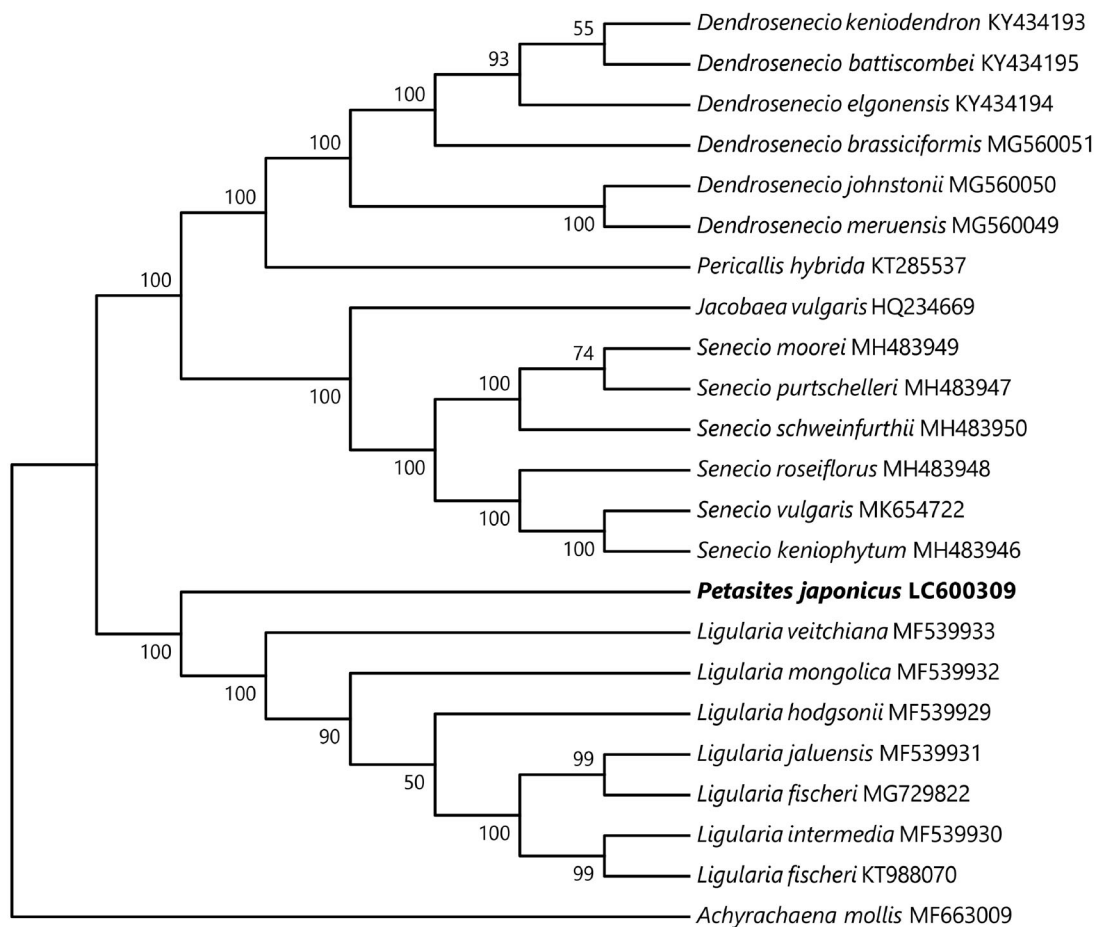 Dendrosenecio keniodendron KY434193
55
Dendrosenecio battiscombei KY434195
93
Dendrosenecio elgonensis KY434194
100
Dendrosenecio brassiciformis MG560051
100
Dendrosenecio johnstonii MG560050
100
Dendrosenecio meruensis MG560049
100
Pericallis hybrida KT285537
100
Jacobaea vulgaris HQ234669
Senecio moorei MH483949
74
Senecio purtschelleri MH483947
100
100
Senecio schweinfurthii MH483950
100
Senecio roseiflorus MH483948
Senecio vulgaris MK654722
100
Senecio keniophytum MH483946
100
Petasites japonicus LC600309
Ligularia veitchiana MF539933
100
Ligularia mongolica MF539932
100
Ligularia hodgsonii MF539929
90
Ligularia jaluensis MF539931
99
50
Ligularia fischeri MG729822
Ligularia intermedia MF539930
100
Ligularia fischeri KT988070
99
Achyrachaena mollis MF663009